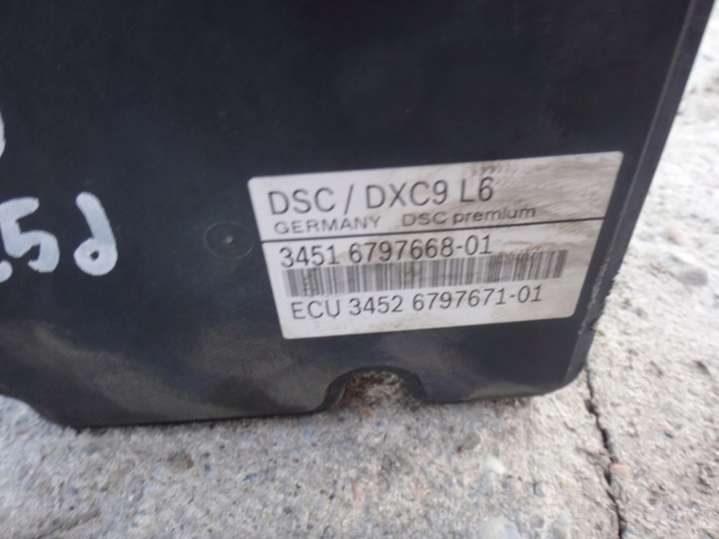 DSC / DXC9 L6
GERMANY DSC premium
3451 6797668-01
ECU 3452 6797671-01